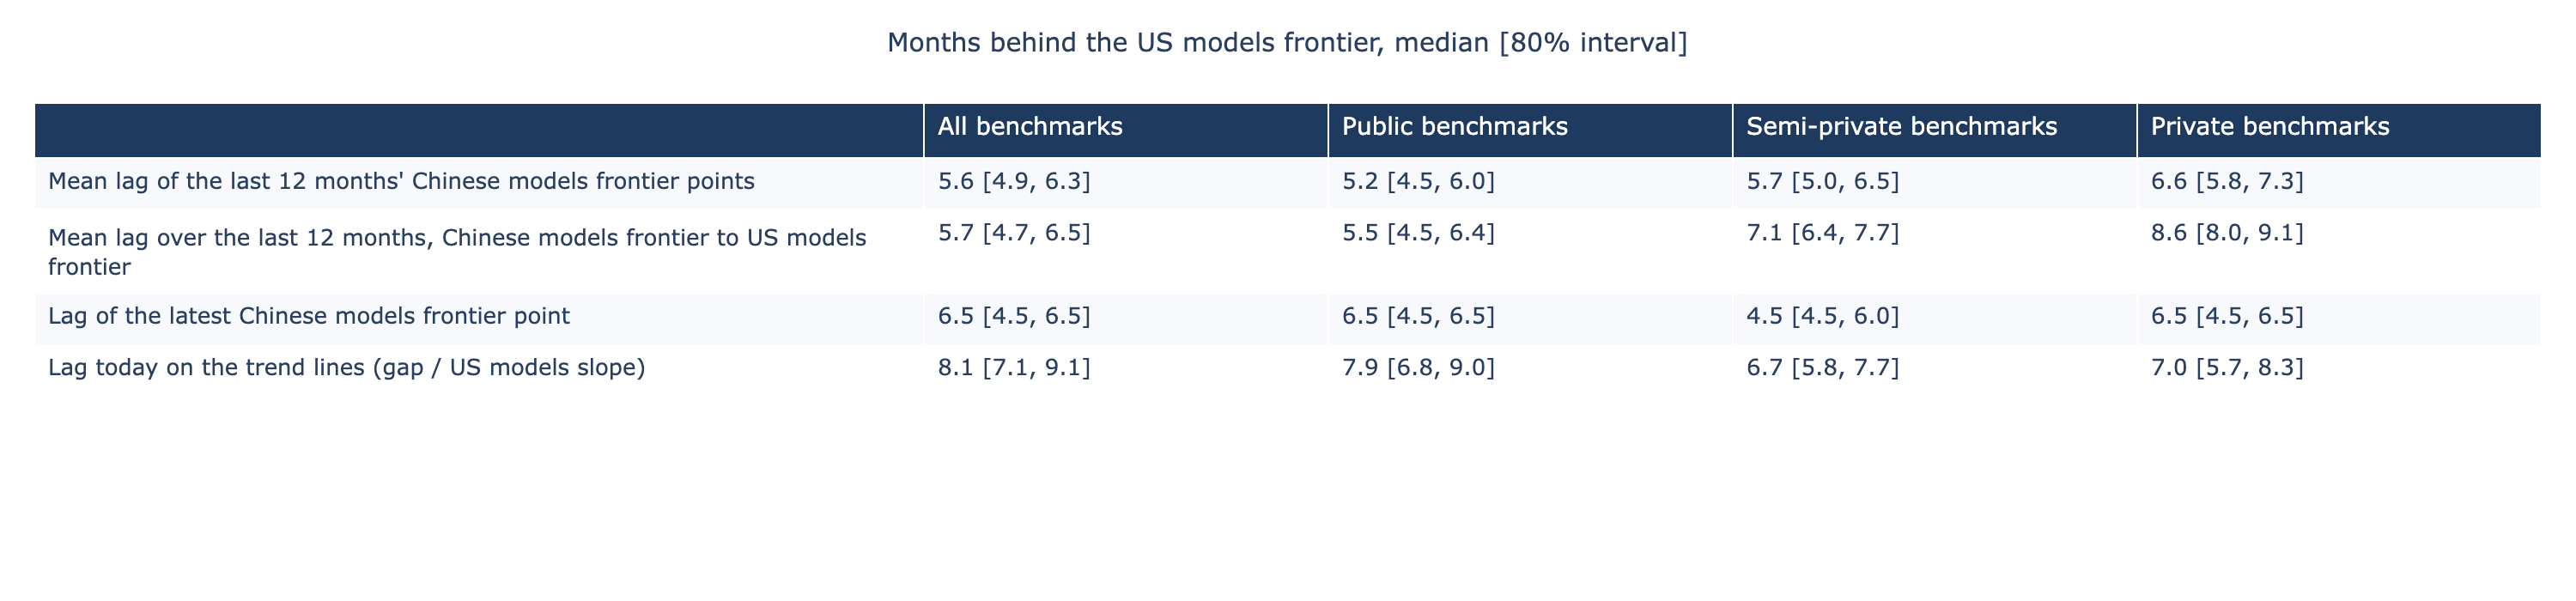 Months behind the US models frontier, median [80% interval]
All benchmarks Public benchmarks Semi-private benchmarks Private benchmarks
Mean lag of the last 12 months' Chinese models frontier points 5.6 [4.9, 6.3] 5.2 [4.5, 6.0] 5.7 [5.0, 6.5] 6.6 [5.8, 7.3]
Mean lag over the last 12 months, Chinese models frontier to US models 5.7 [4.7, 6.5] 5.5 [4.5, 6.4] 7.1 [6.4, 7.7] 8.6 [8.0, 9.1]
frontier
Lag of the latest Chinese models frontier point 6.5 [4.5, 6.5] 6.5 [4.5, 6.5] 4.5 [4.5, 6.0] 6.5 [4.5, 6.5]
Lag today on the trend lines (gap / US models slope) 8.1 [7.1, 9.1] 7.9 [6.8, 9.0] 6.7 [5.8, 7.7] 7.0 [5.7, 8.3]